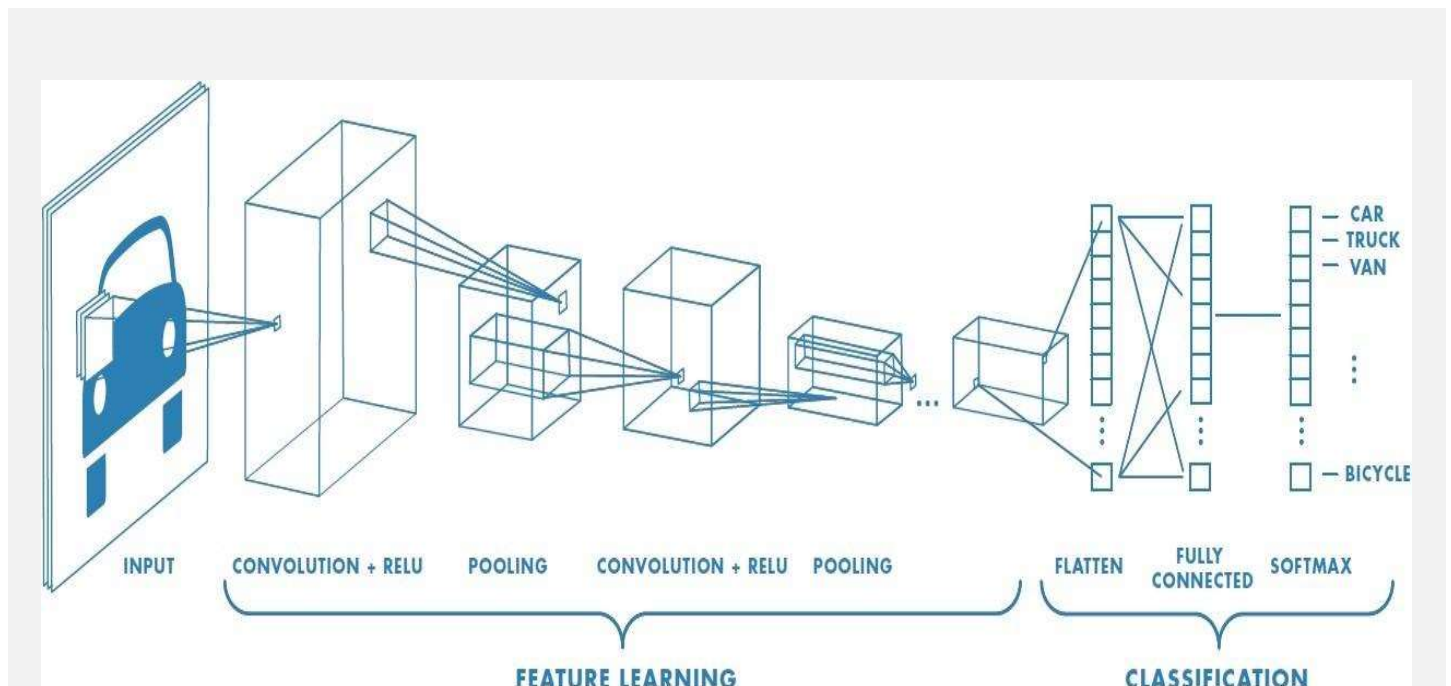 CAR
TRUCK
VAN
BICYCLE
INPUT
CONVOLUTION + RELU
POOLING
CONVOLUTION + RELU
POOLING
FLATTEN
FULLY
CONNECTED
SOFTMAX
FEATURE LEARNING
CLASSIFICATION